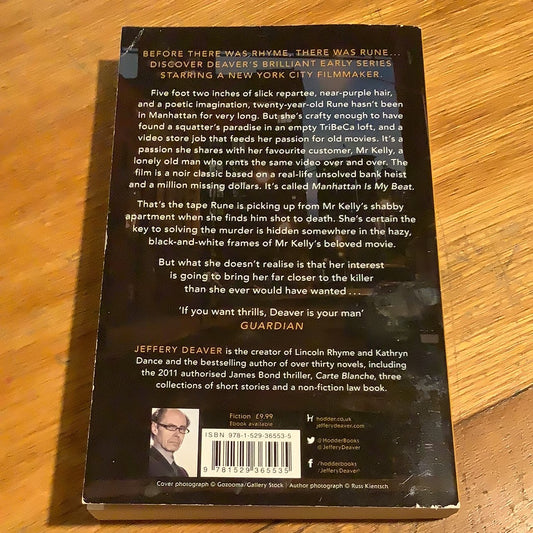 BEFORE THERE WAS RHYME, THERE WAS RUNE...
DISCOVER DEAVER'S BRILLIANT EARLY SERIES
STARRING A NEW YORK CITY FILMMAKER.
Five foot two inches of slick repartee, near-purple hair,
and a poetic imagination, twenty-year-old Rune hasn't been
in Manhattan for very long. But she's crafty enough to have
found a squatter's paradise in an empty TriBeCa loft, and a
video store job that feeds her passion for old movies. It's a
passion she shares with her favourite customer, Mr Kelly, a
lonely old man who rents the same video over and over. The
film is a noir classic based on a real-life unsolved bank heist
and a million missing dollars. It's called Manhattan Is My Beat.
That's the tape Rune is picking up from Mr Kelly's shabby
apartment when she finds him shot to death. She's certain the
key to solving the murder is hidden somewhere in the hazy,
black-and-white frames of Mr Kelly's beloved movie.
But what she doesn't realise is that her interest
is going to bring her far closer to the killer
than she ever would have wanted...
'If you want thrills, Deaver is your man'
GUARDIAN
JEFFERY DEAVER is the creator of Lincoln Rhyme and Kathryn
Dance and the bestselling author of over thirty novels, including
the 2011 authorised James Bond thriller, Carte Blanche, three
collections of short stories and a non-fiction law book.
Fiction £9.99
Ebook available
ISBN 978-1-529-36553-5
9 781529 365535
hodder.co.uk
jefferydeaver.com
@HodderBooks
@JefferyDeaver
/hodderbooks
/JefferyDeaver
Cover photograph © Gozooma/Gallery Stock Author photograph © Russ Kientsch